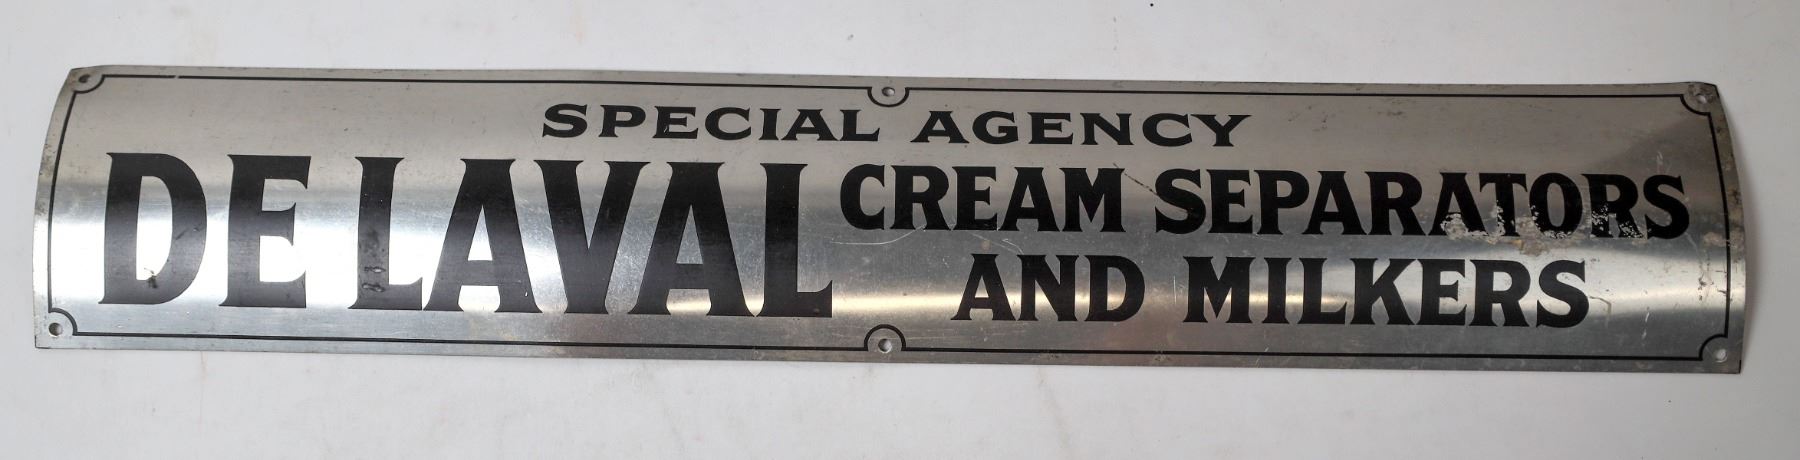 SPECIAL AGENCY
DE LAVAL CREAM SEPARATORS
AND MILKERS